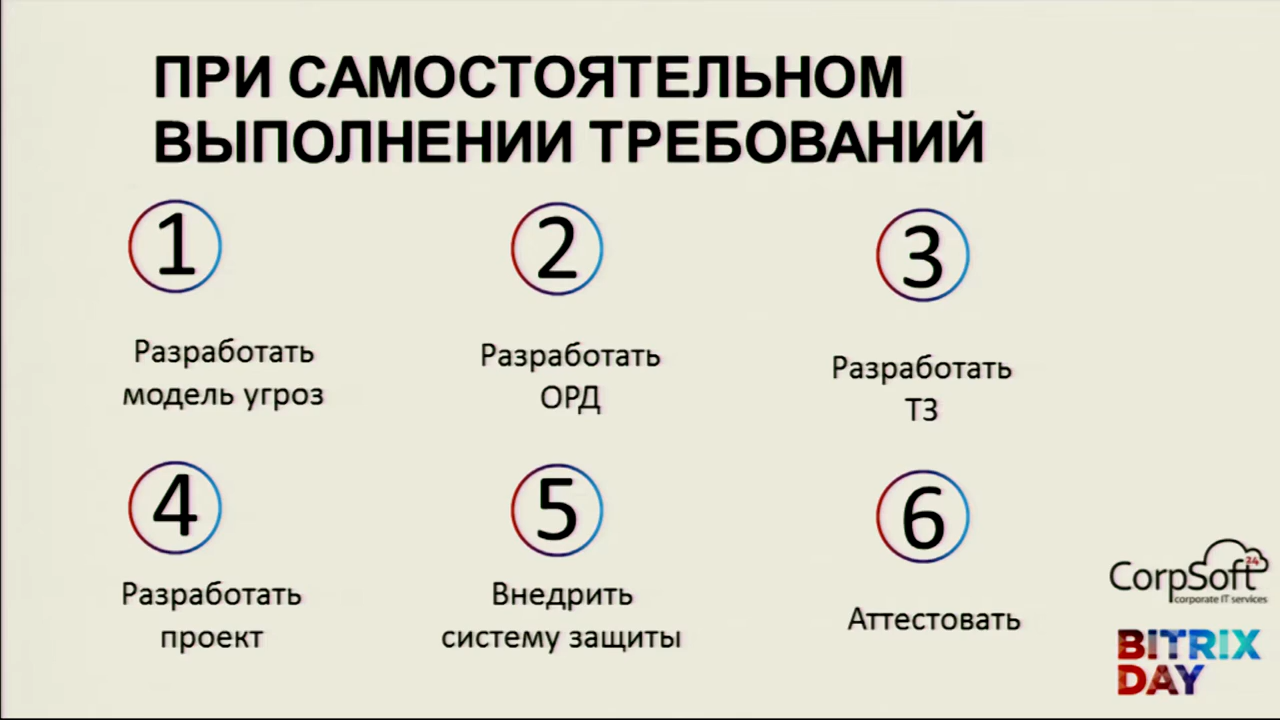 ПРИ САМОСТОЯТЕЛЬНОМ
ВЫПОЛНЕНИИ ТРЕБОВАНИЙ
1
Разработать
модель угроз
2
Разработать
ОРД
3
Разработать
ТЗ
4
Разработать
проект
5
Внедрить
систему защиты
6
Аттестовать
CorpSoft 24
corporate IT services
BITRIX
DAY